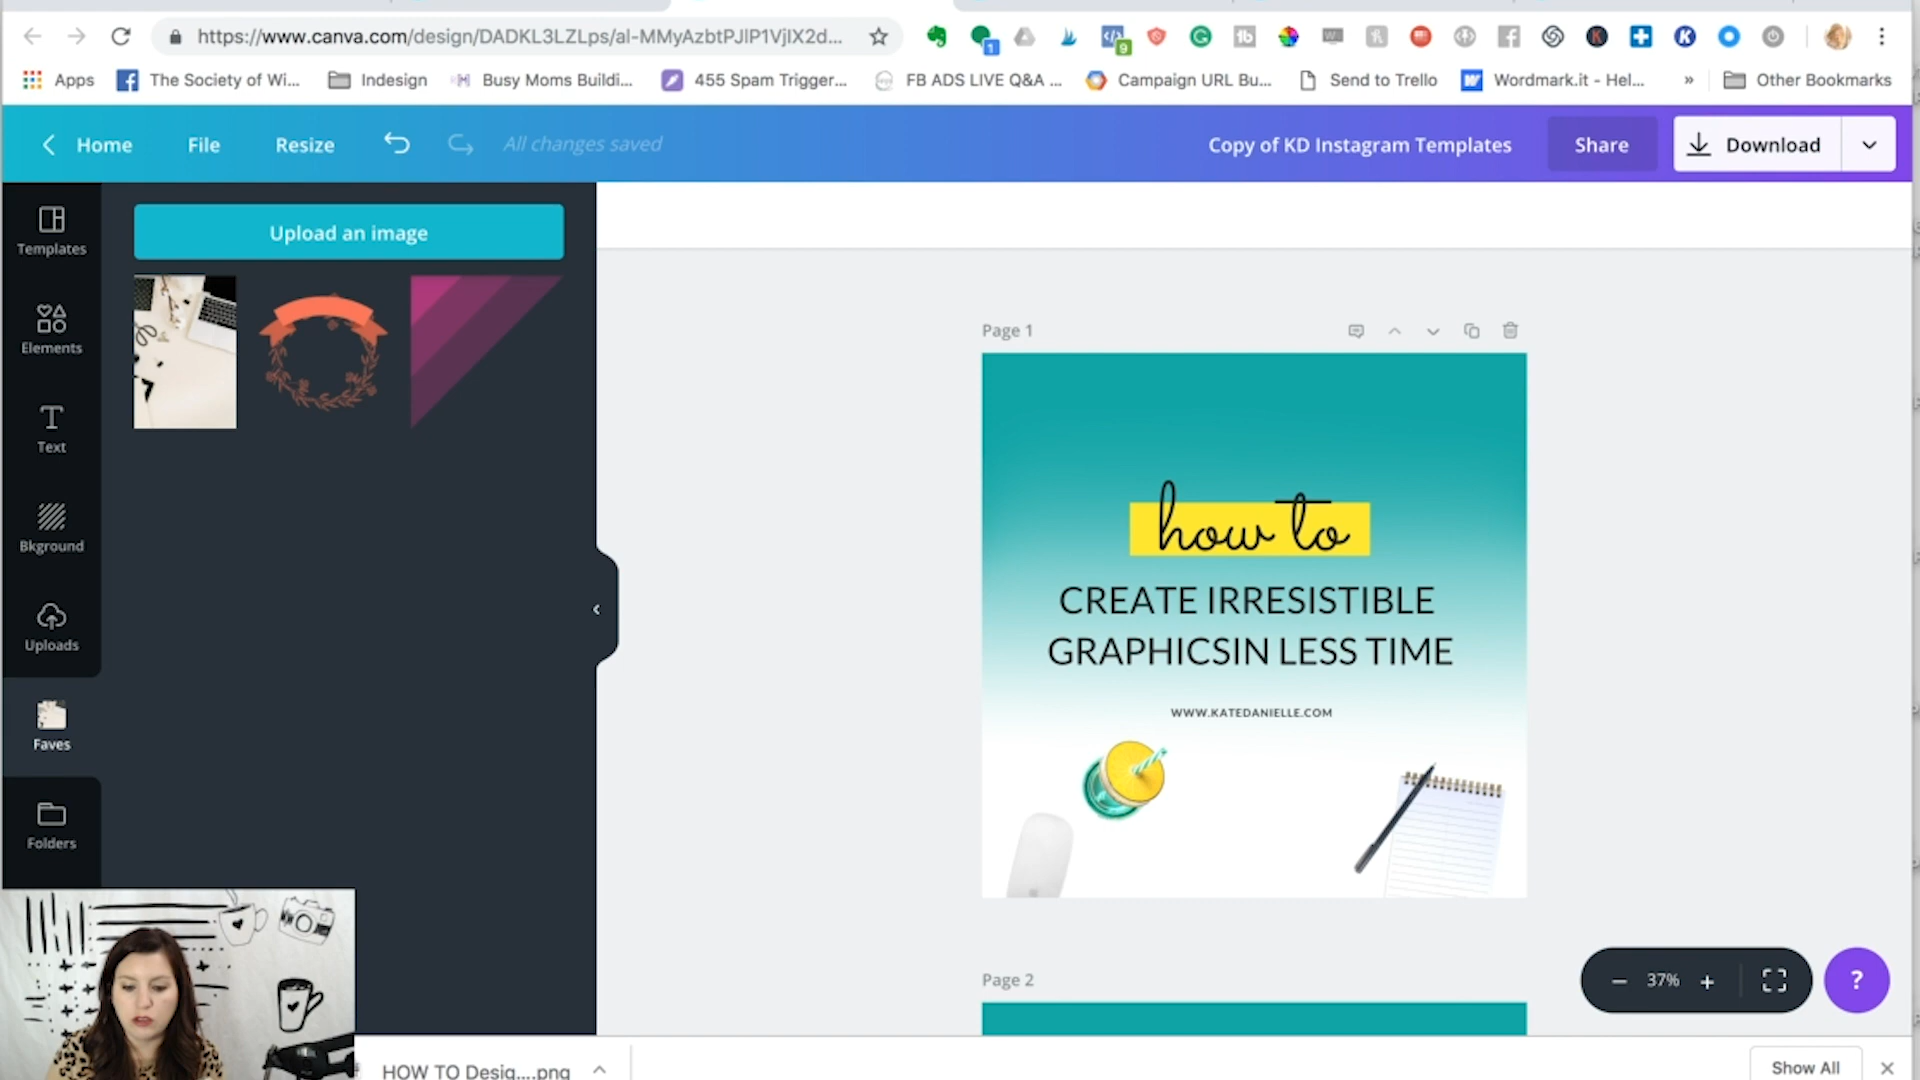 https://www.canva.com/design/DADKL3LZLps/al-MMyAzbtPJlP1VjlX2d...
1
9
Apps
The Society of Wi...
Indesign
Busy Moms Buildi...
455 Spam Trigger...
FB ADS LIVE Q&A ...
Campaign URL Bu...
Send to Trello
Wordmark.it - Hel...
»
Other Bookmarks
Home
File
Resize
All changes saved
Copy of KD Instagram Templates
Share
Download
Templates
Elements
Text
Bkground
Uploads
Faves
Folders
Upload an image
Page 1
how to
CREATE IRRESISTIBLE
GRAPHICSIN LESS TIME
WWW.KATEDANIELLE.COM
Page 2
37%
?
HOW TO Desig....png
Show All